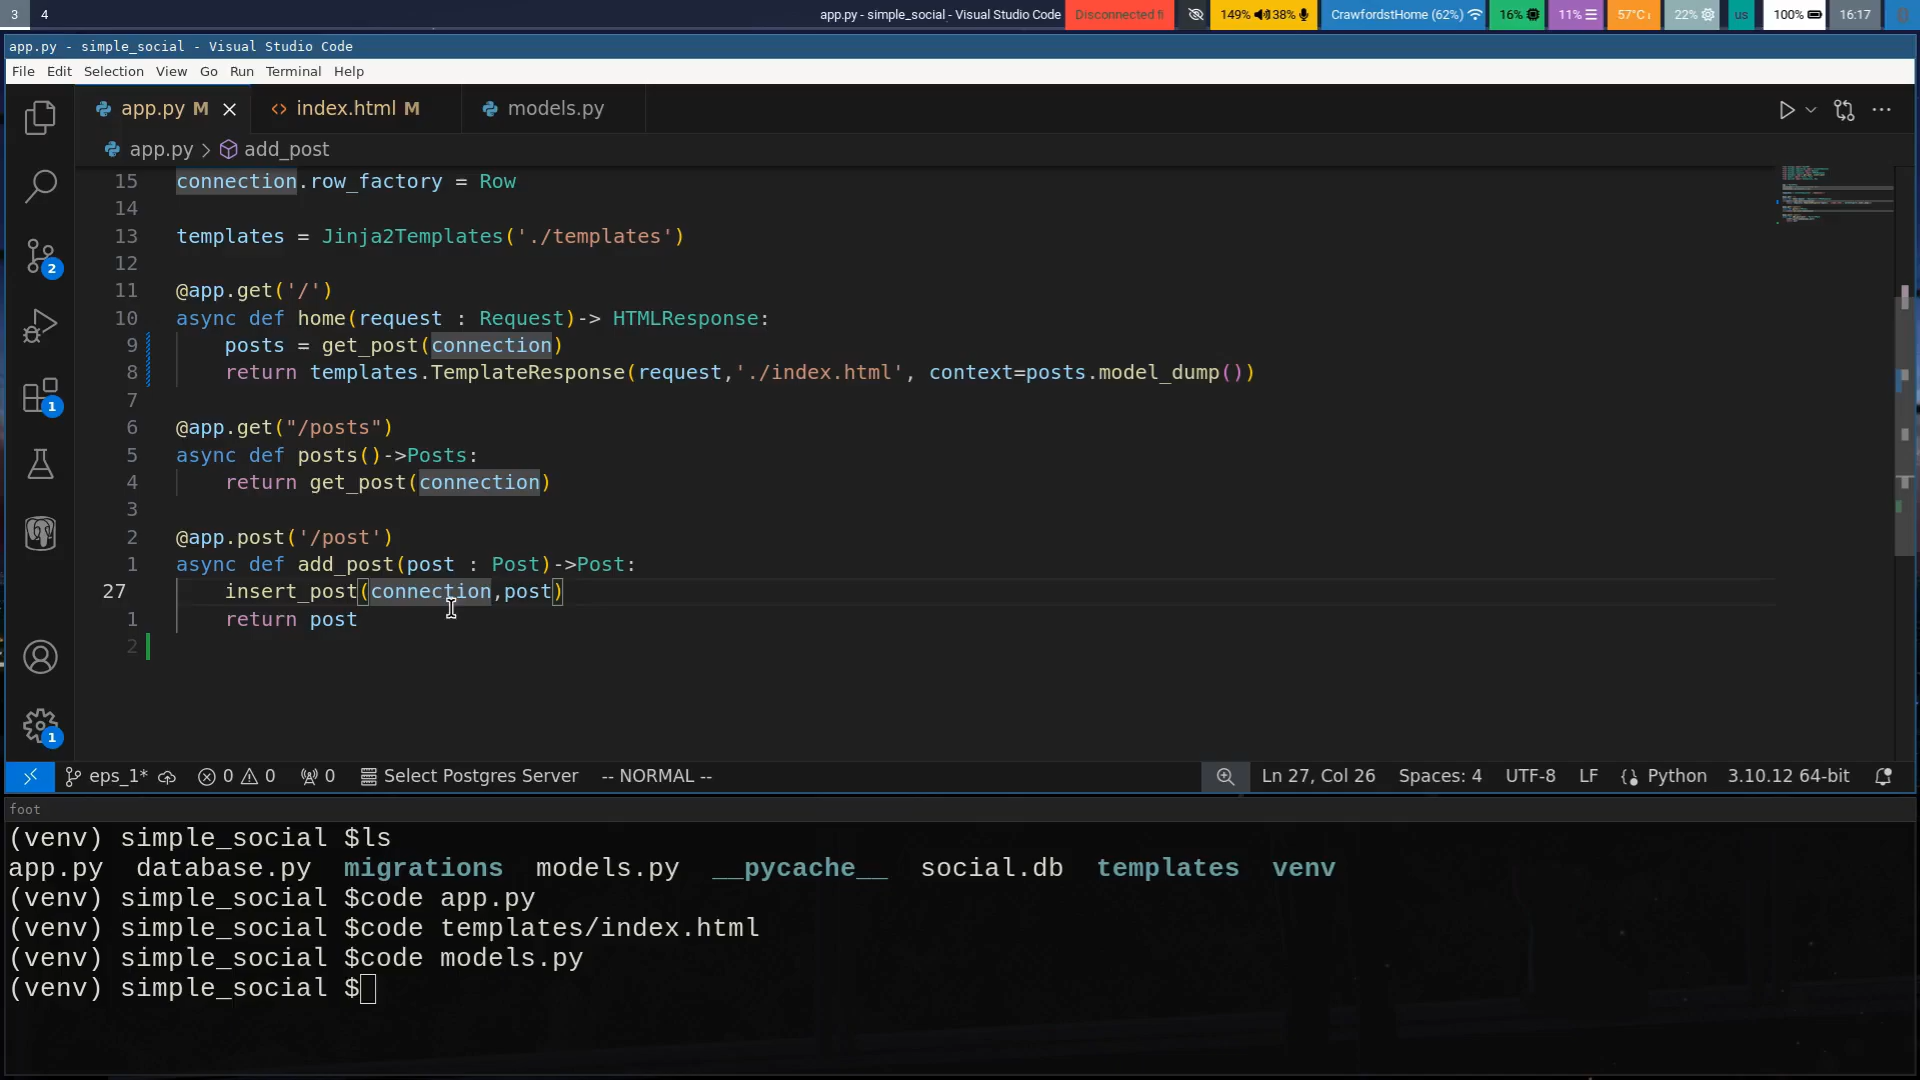 3 4 app.py - simple_social - Visual Studio Code Disconnected 149% 38% CrawfordstHome (62%) 16% 11% 57°C 22% us 100% 16:17
app.py - simple_social - Visual Studio Code
File Edit Selection View Go Run Terminal Help
app.py M index.html M models.py
app.py > add_post
15 connection.row_factory = Row
14
13 templates = Jinja2Templates('./templates')
12
11 @app.get('/')
10 async def home(request : Request)-> HTMLResponse:
9 posts = get_post(connection)
8 return templates.TemplateResponse(request,'./index.html', context=posts.model_dump())
7
6 @app.get("/posts")
5 async def posts()->Posts:
4 return get_post(connection)
3
2 @app.post('/post')
1 async def add_post(post : Post)->Post:
27 insert_post(connection,post)
1 return post
2
2
1
1
eps_1* 0 0 0 Select Postgres Server -- NORMAL -- Ln 27, Col 26 Spaces: 4 UTF-8 LF {} Python 3.10.12 64-bit
foot
(venv) simple_social $ls
app.py database.py migrations models.py __pycache__ social.db templates venv
(venv) simple_social $code app.py
(venv) simple_social $code templates/index.html
(venv) simple_social $code models.py
(venv) simple_social $